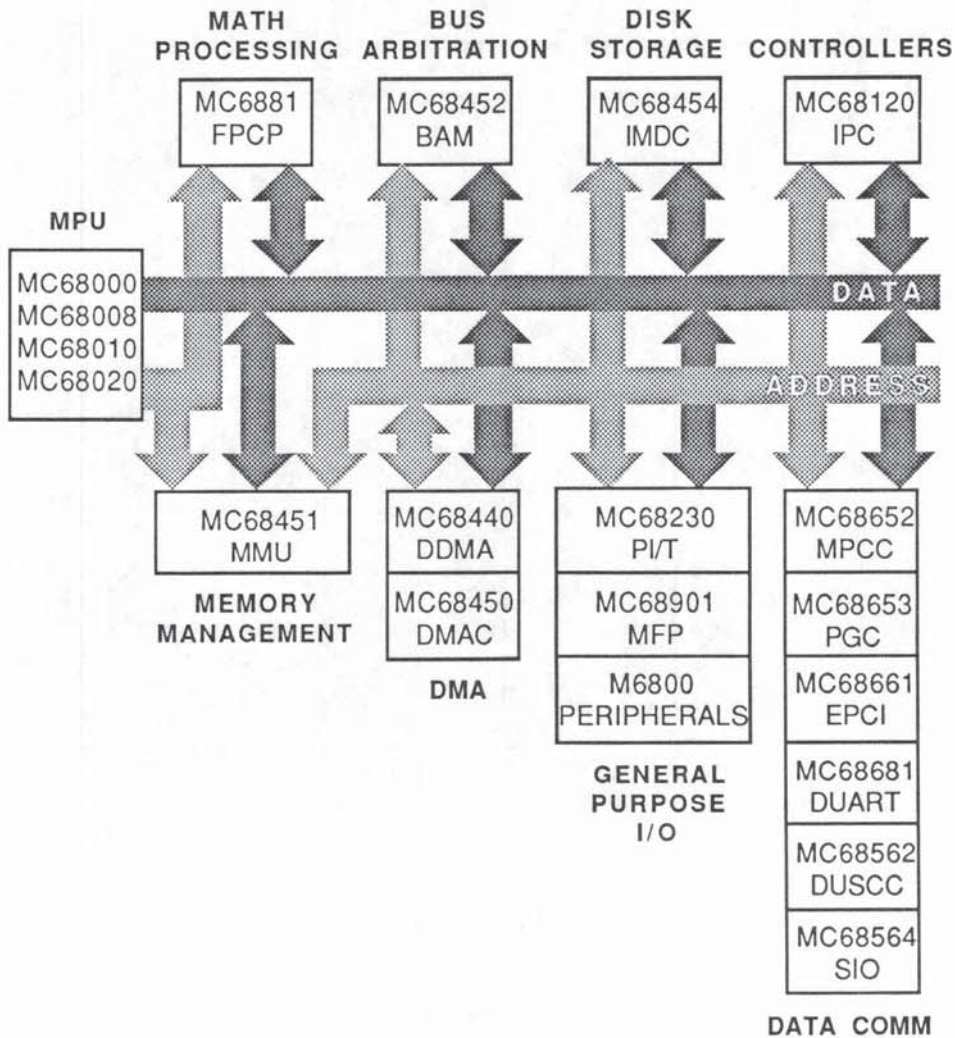 MATH
PROCESSING
BUS
ARBITRATION
DISK
STORAGE
CONTROLLERS
MC6881
FPCP
MC68452
BAM
MC68454
IMDC
MC68120
IPC
MPU
MC68000
MC68008
MC68010
MC68020
DATA
ADDRESS
MC68451
MMU
MEMORY
MANAGEMENT
MC68440
DDMA
MC68450
DMAC
DMA
MC68230
PI/T
MC68901
MFP
M6800
PERIPHERALS
GENERAL
PURPOSE
I/O
MC68652
MPCC
MC68653
PGC
MC68661
EPCI
MC68681
DUART
MC68562
DUSCC
MC68564
SIO
DATA COMM